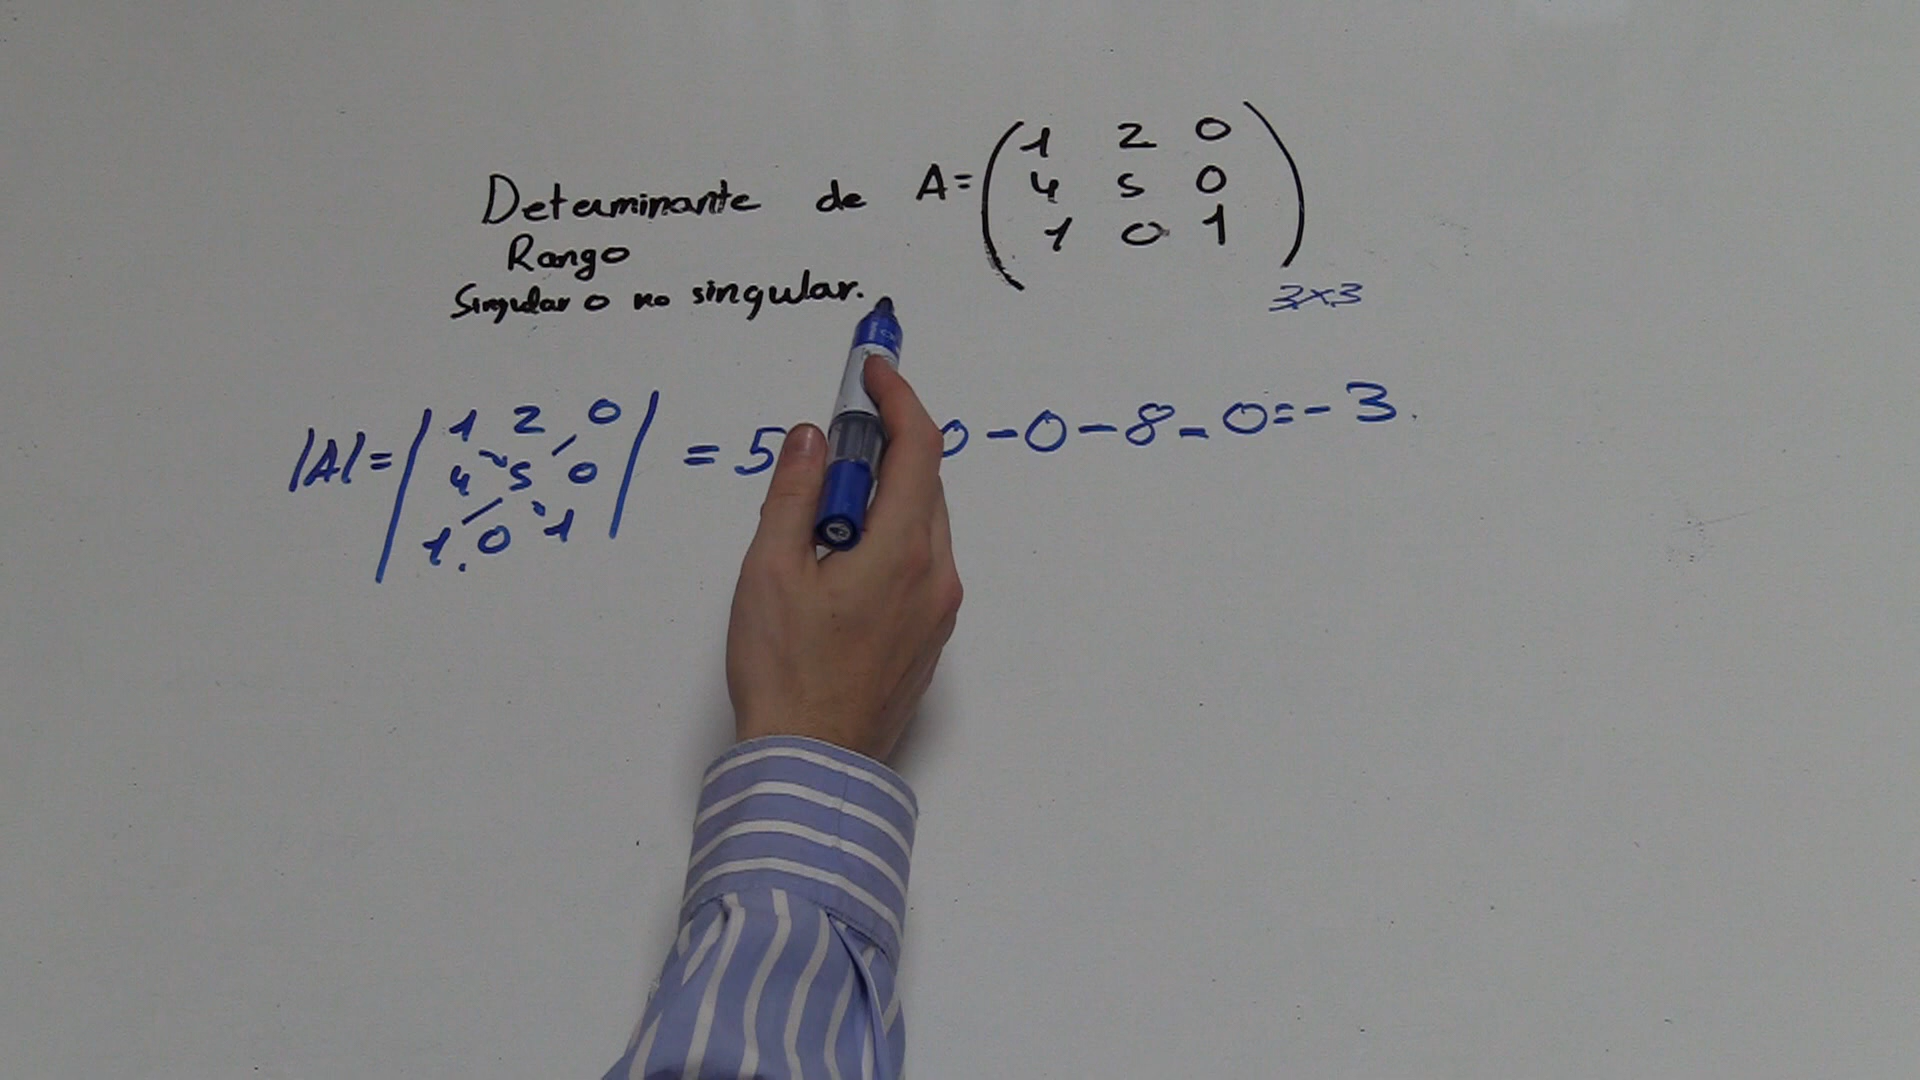 Determinante de A=
1 2 0
4 5 0
1 0 1
Rango
Singular o no singular.
3x3
|A|=
1 2 0
4 5 0
1 0 1
= 5 0 - 0 - 8 - 0 = - 3